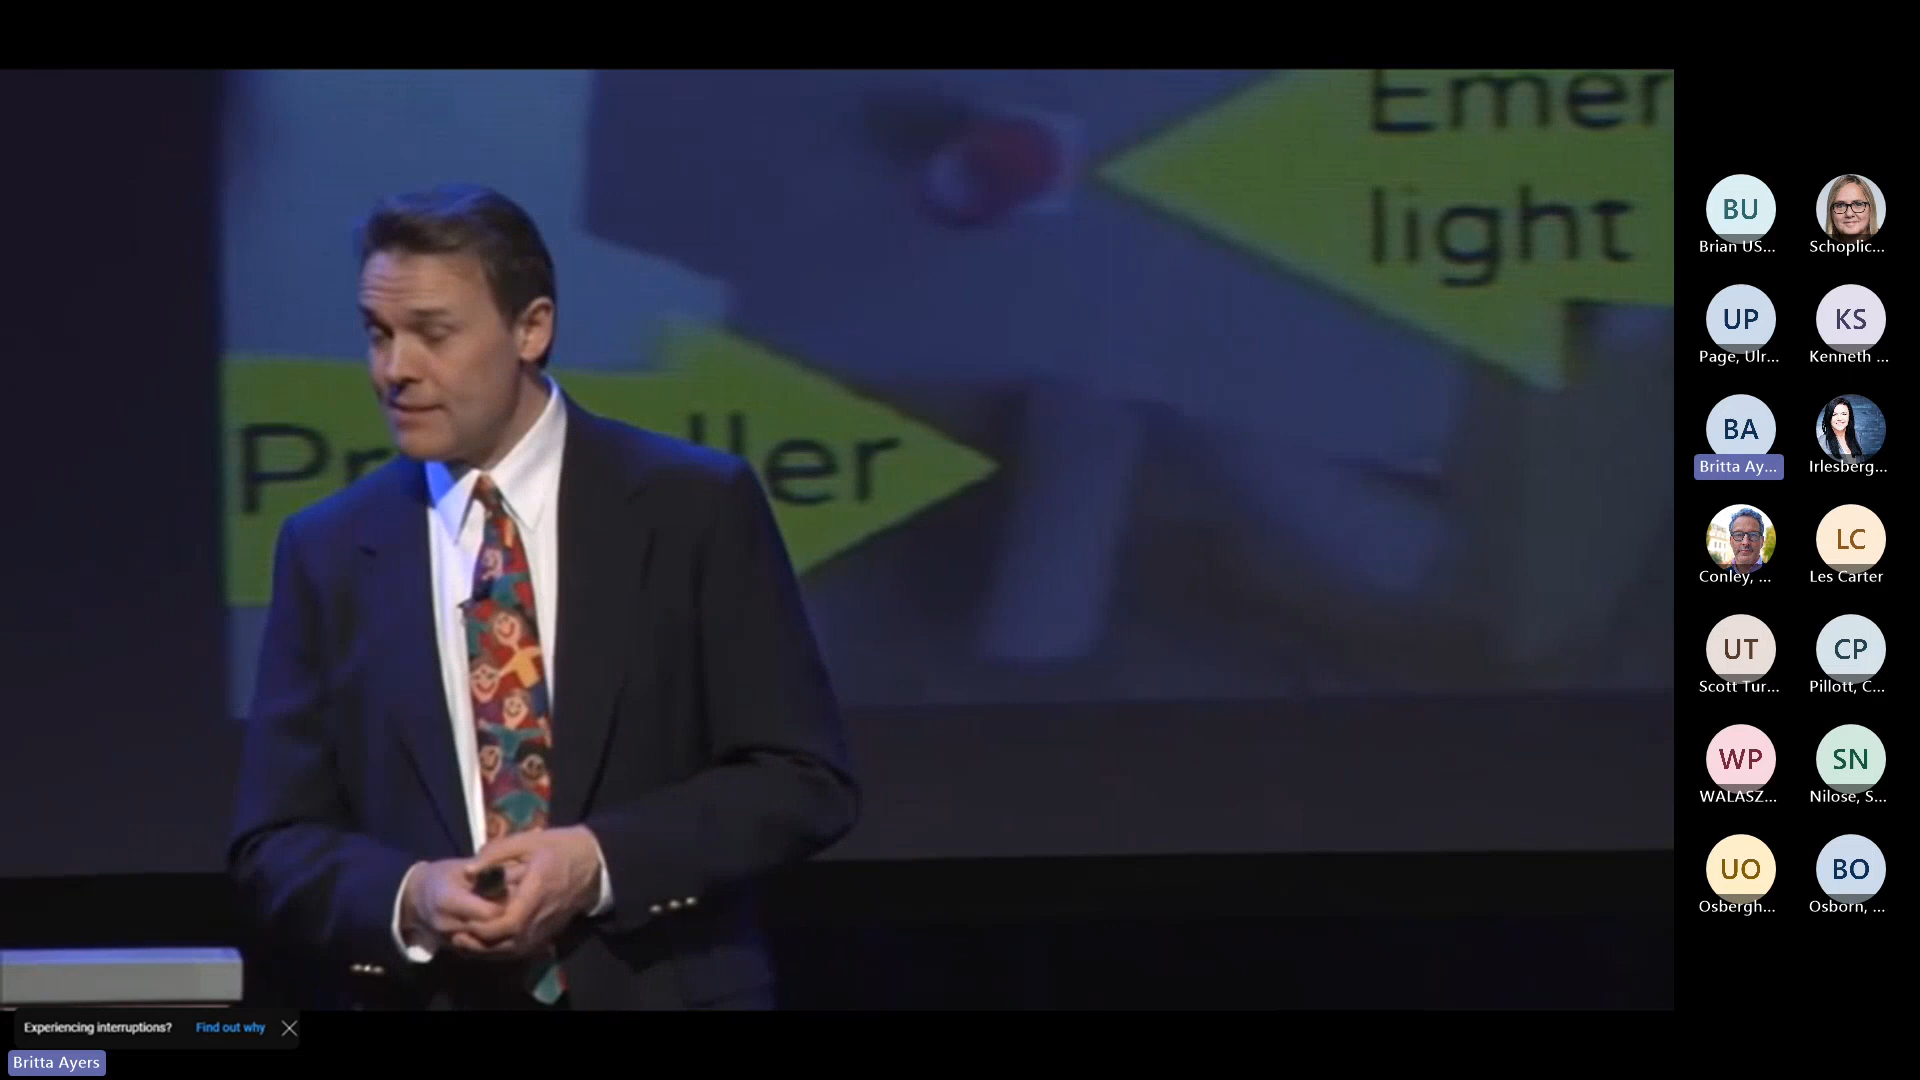 Emer
light
Pr ller
Experiencing interruptions? Find out why
Britta Ayers
BU
Brian US...
Schoplic...
UP
Page, Ulr...
KS
Kenneth ...
BA
Britta Ay...
Irlesberg...
Conley, ...
LC
Les Carter
UT
Scott Tur...
CP
Pillott, C...
WP
WALASZ...
SN
Nilose, S...
UO
Osbergh...
BO
Osborn, ...